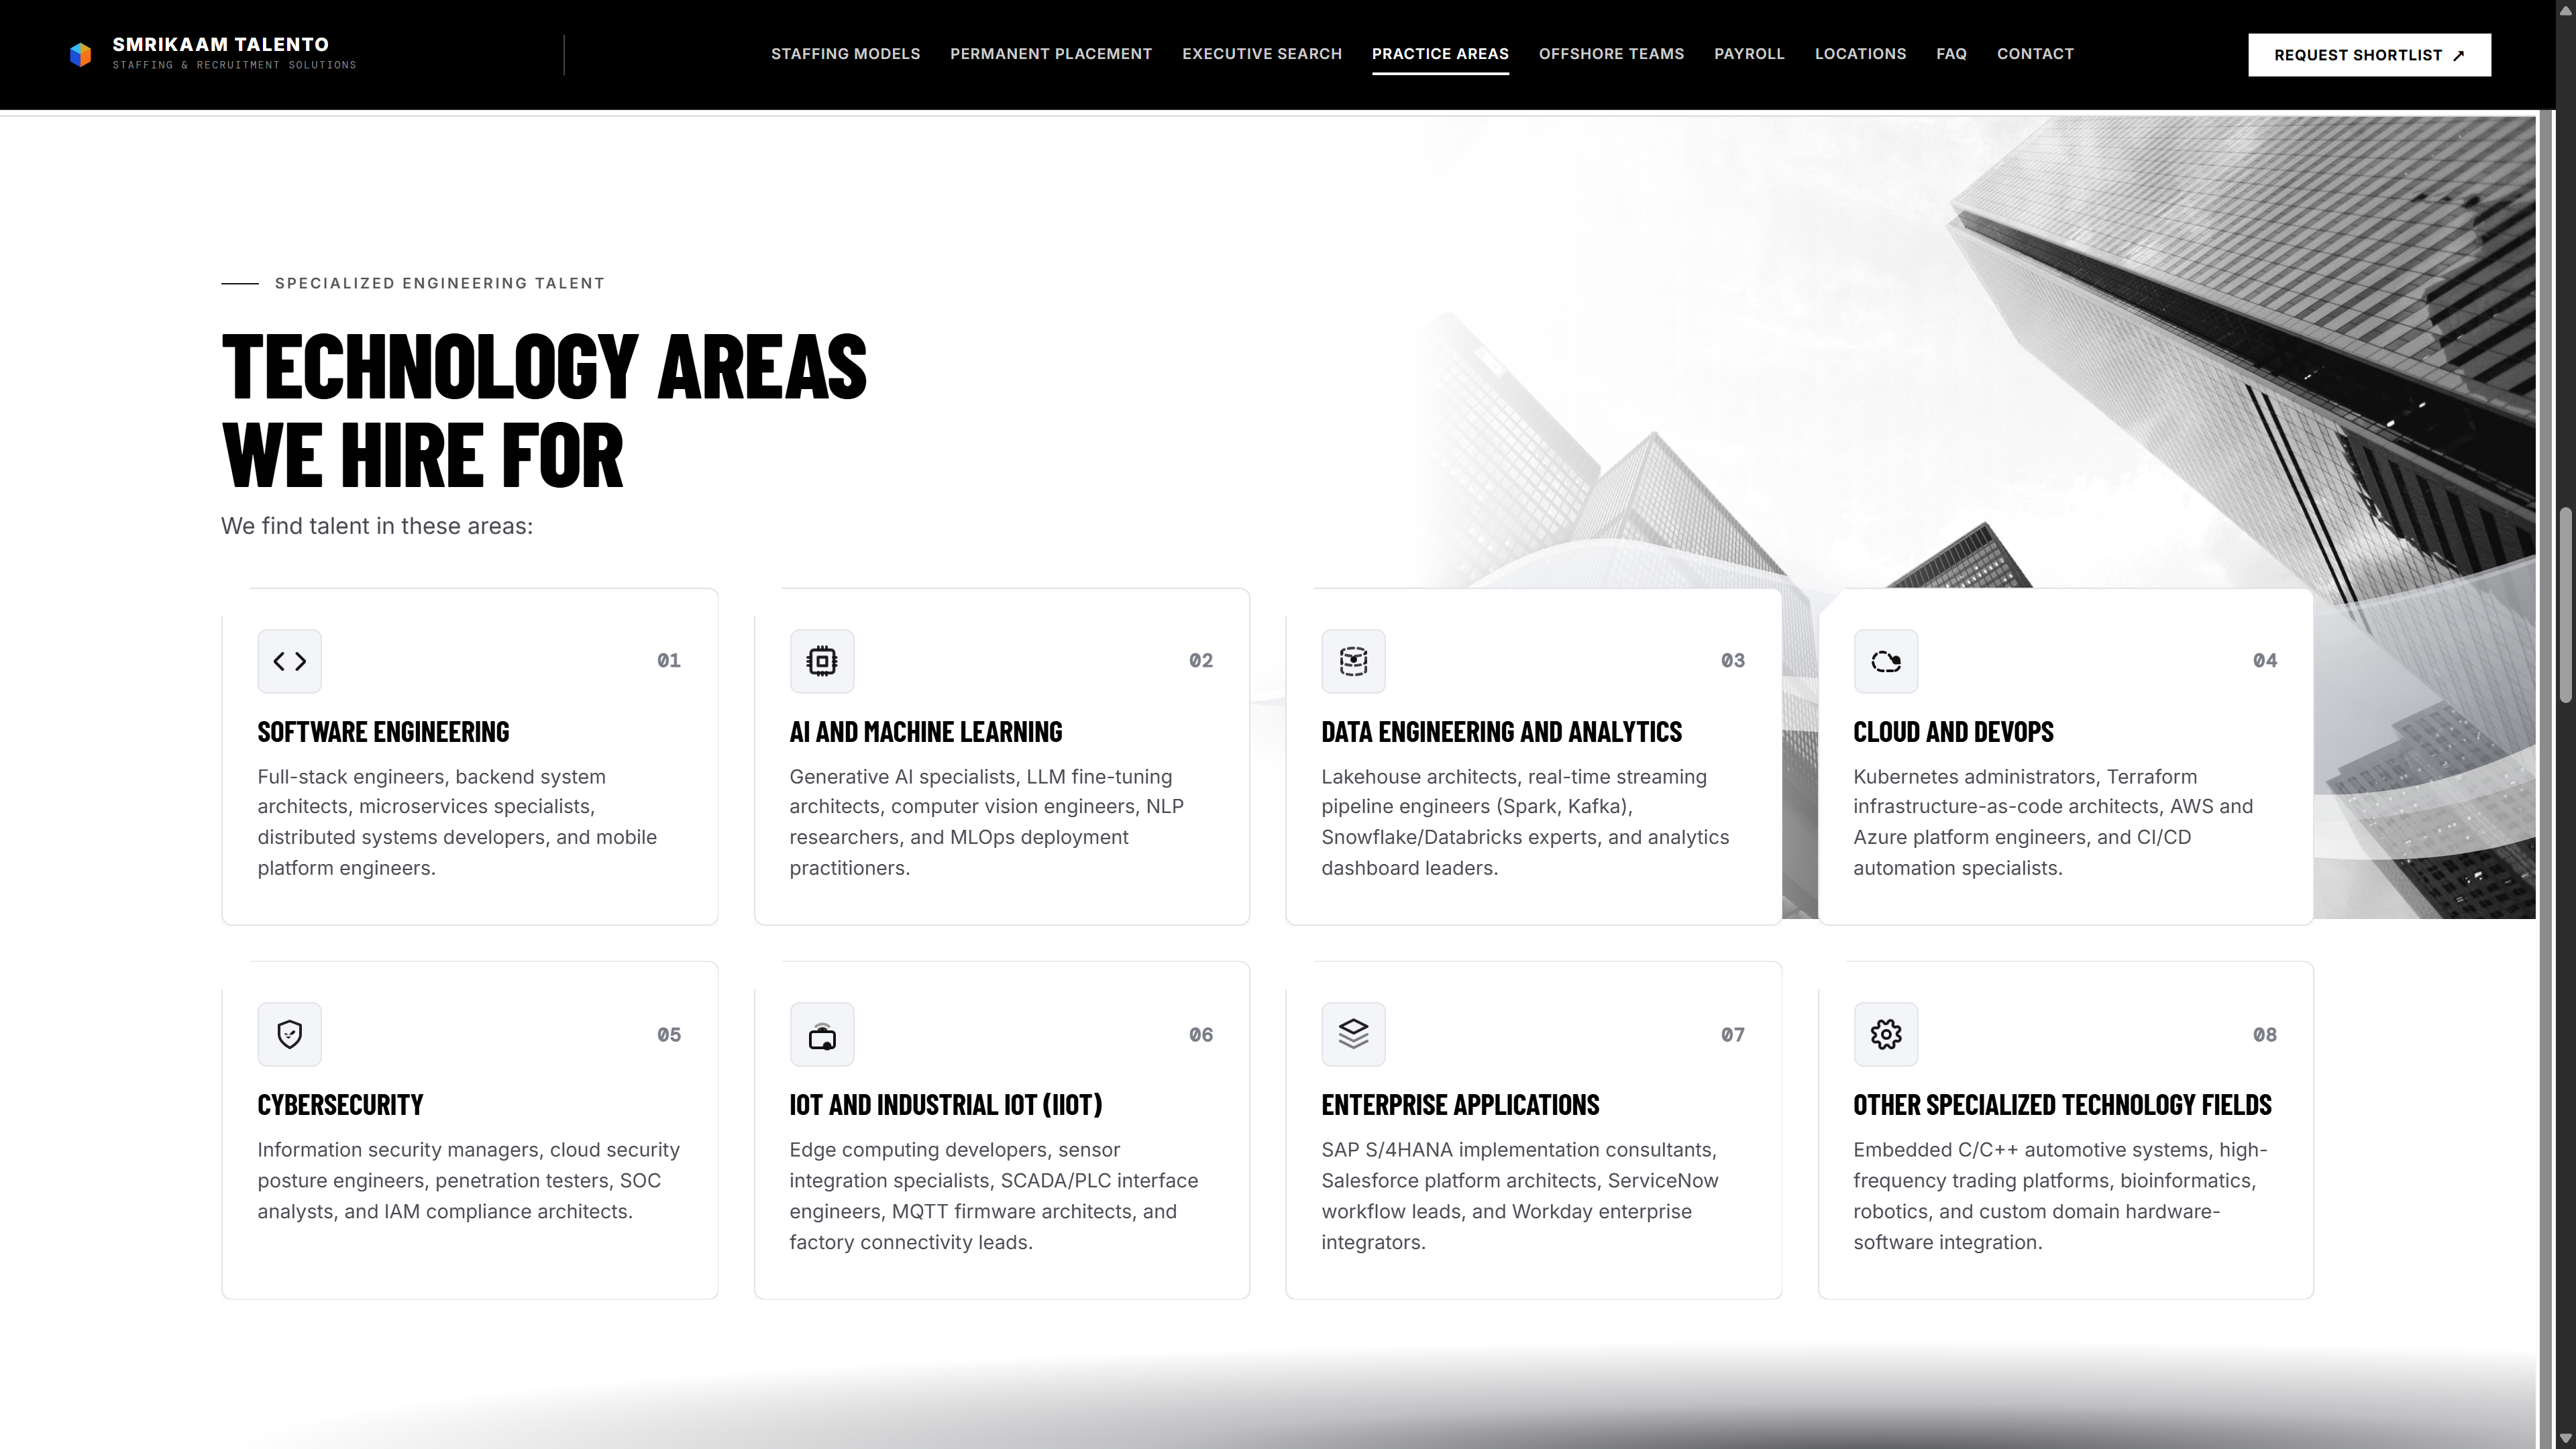 SMRIKAAM TALENTO
STAFFING & RECRUITMENT SOLUTIONS
STAFFING MODELS
PERMANENT PLACEMENT
EXECUTIVE SEARCH
PRACTICE AREAS
OFFSHORE TEAMS
PAYROLL
LOCATIONS
FAQ
CONTACT
REQUEST SHORTLIST ↗
SPECIALIZED ENGINEERING TALENT
TECHNOLOGY AREAS
WE HIRE FOR
We find talent in these areas:
01
SOFTWARE ENGINEERING
Full-stack engineers, backend system
architects, microservices specialists,
distributed systems developers, and mobile
platform engineers.
02
AI AND MACHINE LEARNING
Generative AI specialists, LLM fine-tuning
architects, computer vision engineers, NLP
researchers, and MLOps deployment
practitioners.
03
DATA ENGINEERING AND ANALYTICS
Lakehouse architects, real-time streaming
pipeline engineers (Spark, Kafka),
Snowflake/Databricks experts, and analytics
dashboard leaders.
04
CLOUD AND DEVOPS
Kubernetes administrators, Terraform
infrastructure-as-code architects, AWS and
Azure platform engineers, and CI/CD
automation specialists.
05
CYBERSECURITY
Information security managers, cloud security
posture engineers, penetration testers, SOC
analysts, and IAM compliance architects.
06
IOT AND INDUSTRIAL IOT (IIOT)
Edge computing developers, sensor
integration specialists, SCADA/PLC interface
engineers, MQTT firmware architects, and
factory connectivity leads.
07
ENTERPRISE APPLICATIONS
SAP S/4HANA implementation consultants,
Salesforce platform architects, ServiceNow
workflow leads, and Workday enterprise
integrators.
08
OTHER SPECIALIZED TECHNOLOGY FIELDS
Embedded C/C++ automotive systems, high-
frequency trading platforms, bioinformatics,
robotics, and custom domain hardware-
software integration.